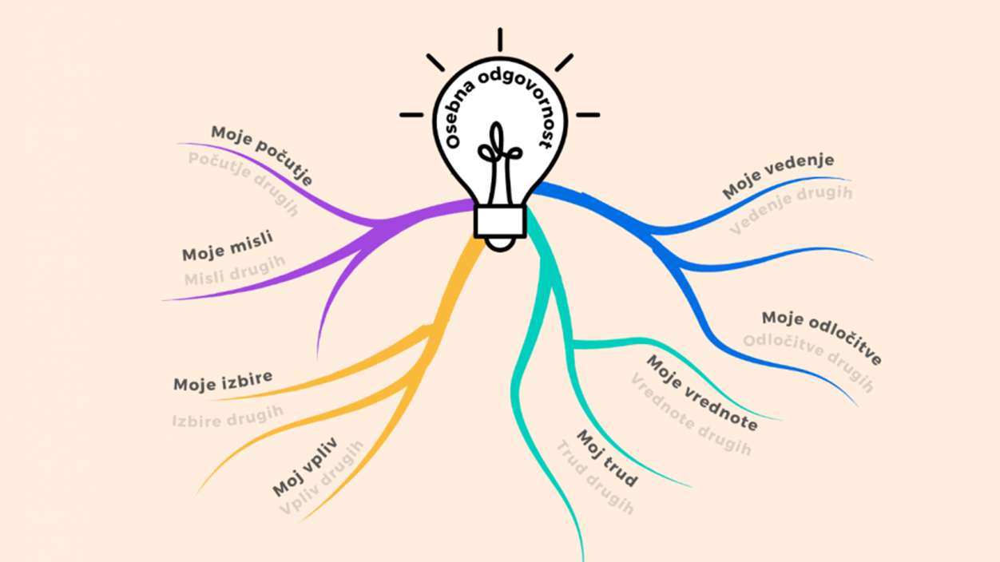 Osebna odgovornost
Moje počutje
Počutje drugih
Moje misli
Misli drugih
Moje izbire
Izbire drugih
Moj vpliv
Vpliv drugih
Moje vedenje
Vedenje drugih
Moje odločitve
Odločitve drugih
Moje vrednote
Vrednote drugih
Moj trud
Trud drugih